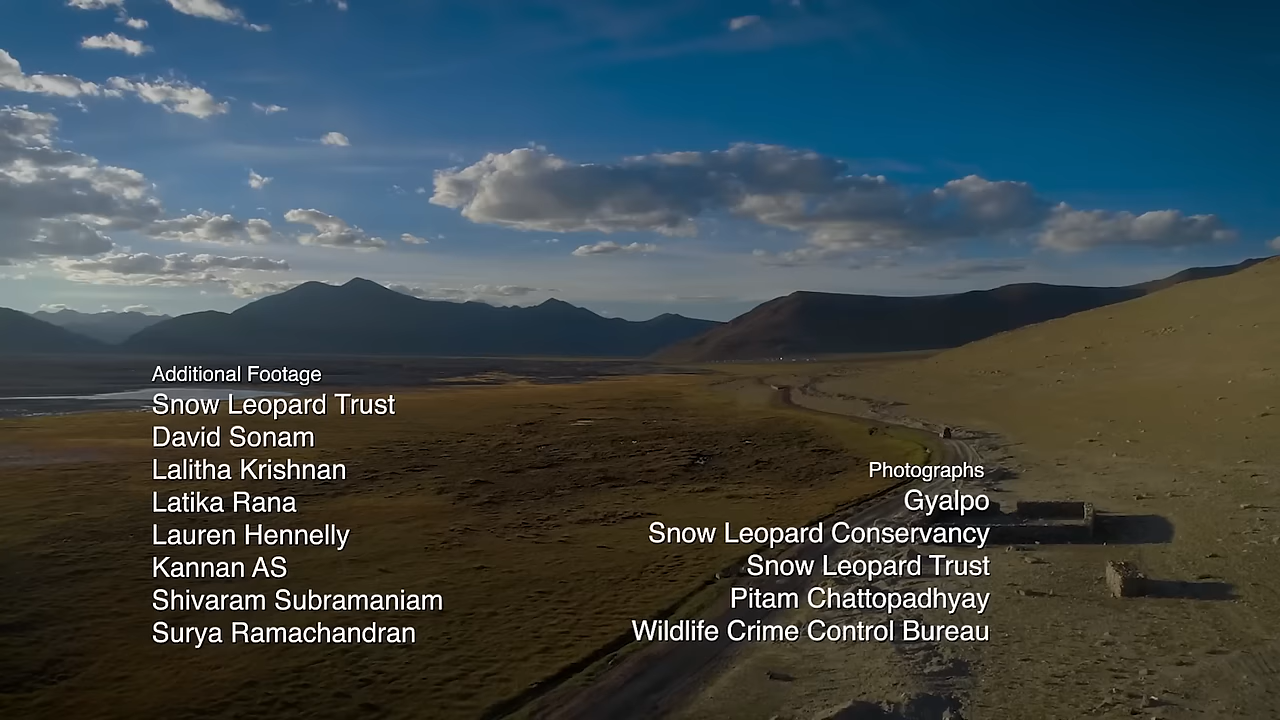 Additional Footage
Snow Leopard Trust
David Sonam
Lalitha Krishnan
Latika Rana
Lauren Hennelly
Kannan AS
Shivaram Subramaniam
Surya Ramachandran
Photographs
Gyalpo
Snow Leopard Conservancy
Snow Leopard Trust
Pitam Chattopadhyay
Wildlife Crime Control Bureau